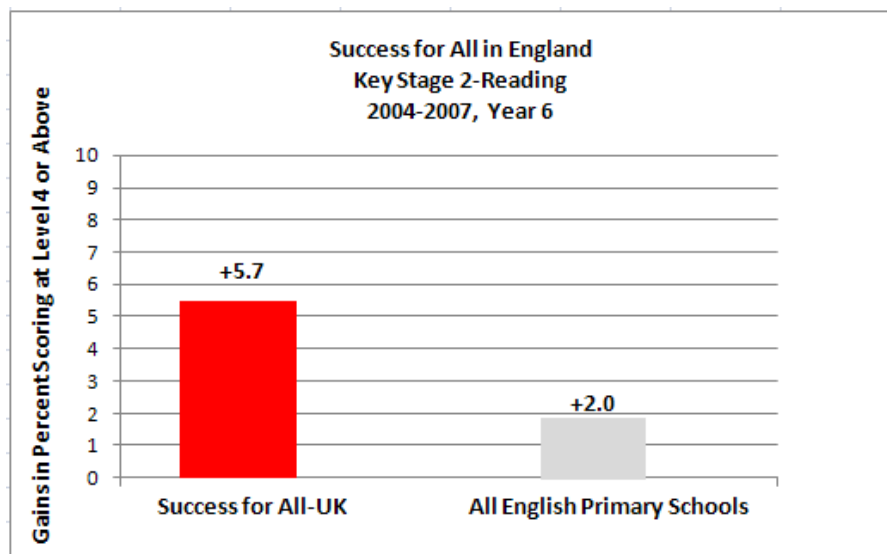 Success for All in England
Key Stage 2-Reading
2004-2007, Year 6
Gains in Percent Scoring at Level 4 or Above
10
9
8
7
6
5
4
3
2
1
0
+5.7
+2.0
Success for All-UK
All English Primary Schools